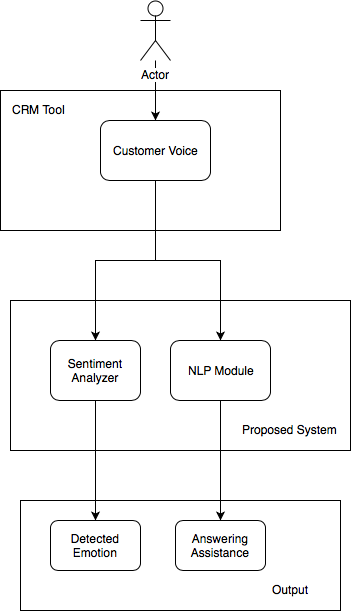 Actor
CRM Tool
Customer Voice
Sentiment
Analyzer
NLP Module
Proposed System
Detected
Emotion
Answering
Assistance
Output